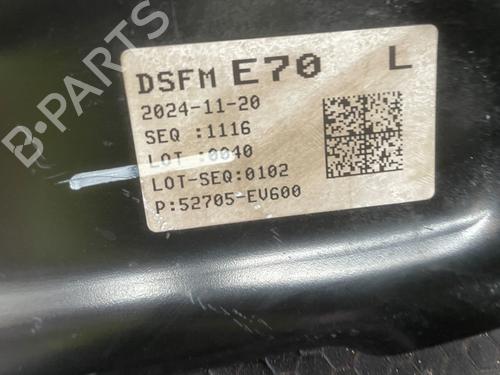 B-PARTS
DSFM E70 L
2024-11-20
SEQ :1116
LOT :0040
LOT-SEQ:0102
P:52705-EV600